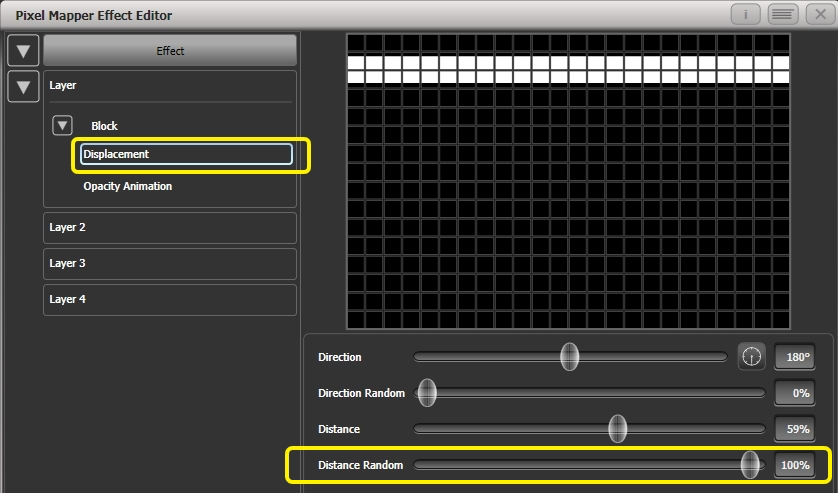 Pixel Mapper Effect Editor
i
Effect
Layer
Block
Displacement
Opacity Animation
Layer 2
Layer 3
Layer 4
Direction 180°
Direction Random 0%
Distance 59%
Distance Random 100%